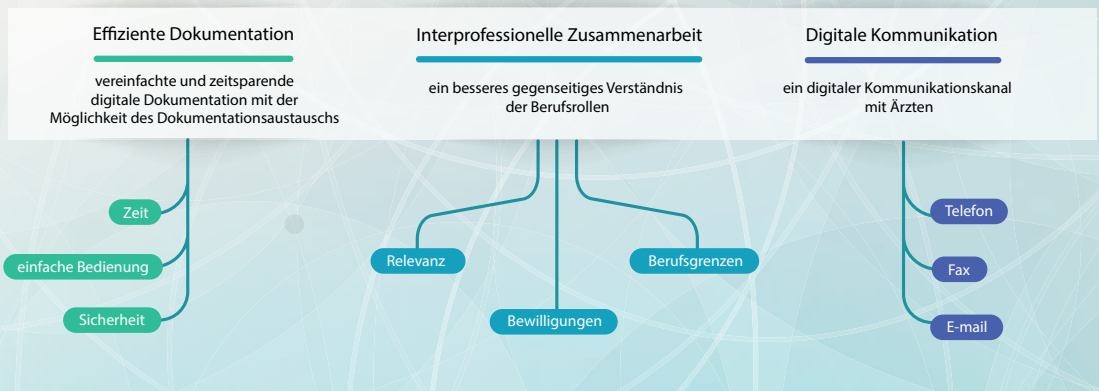 Effiziente Dokumentation
vereinfachte und zeitsparende
digitale Dokumentation mit der
Möglichkeit des Dokumentationsaustauschs
Zeit
einfache Bedienung
Sicherheit
Interprofessionelle Zusammenarbeit
ein besseres gegenseitiges Verständnis
der Berufsrollen
Relevanz
Bewilligungen
Berufsgrenzen
Digitale Kommunikation
ein digitaler Kommunikationskanal
mit Ärzten
Telefon
Fax
E-mail